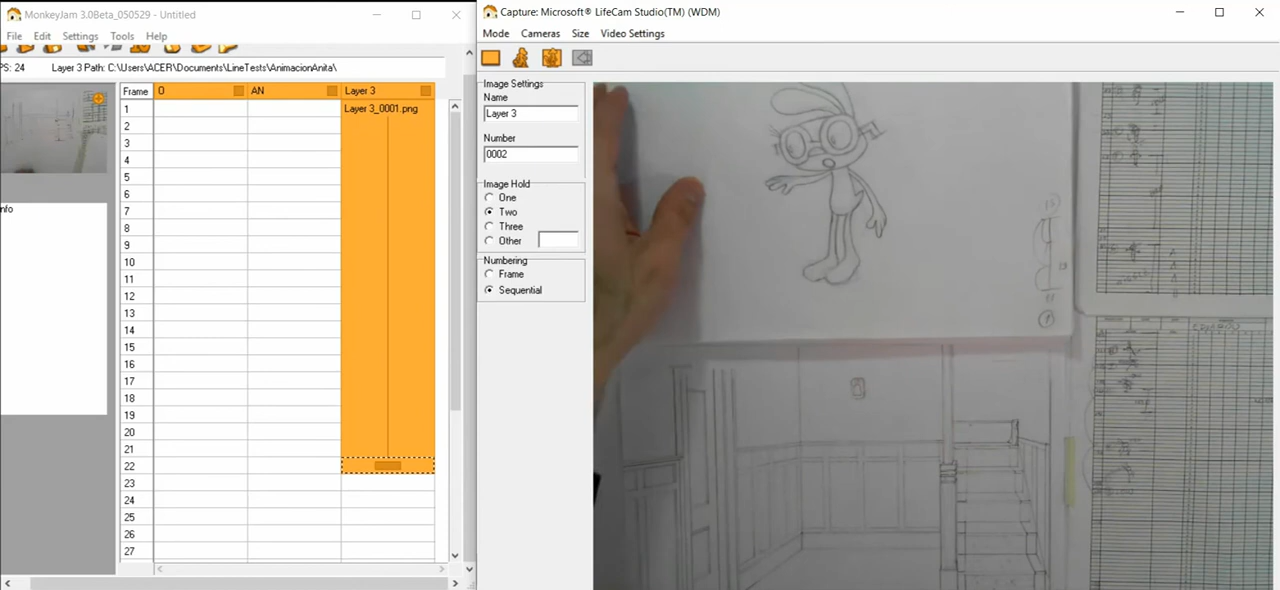 MonkeyJam 3.0Beta_050529 - Untitled
File Edit Settings Tools Help
PS: 24 Layer 3 Path: C:\Users\ACER\Documents\LineTests\AnimacionAnita\
Frame 0 AN Layer 3
1 Layer 3_0001.png
2
3
4
5
6
7
8
9
10
11
12
13
14
15
16
17
18
19
20
21
22
23
24
25
26
27
nfo
Capture: Microsoft® LifeCam Studio(TM) (WDM)
Mode Cameras Size Video Settings
Image Settings
Name
Layer 3
Number
0002
Image Hold
One
Two
Three
Other
Numbering
Frame
Sequential